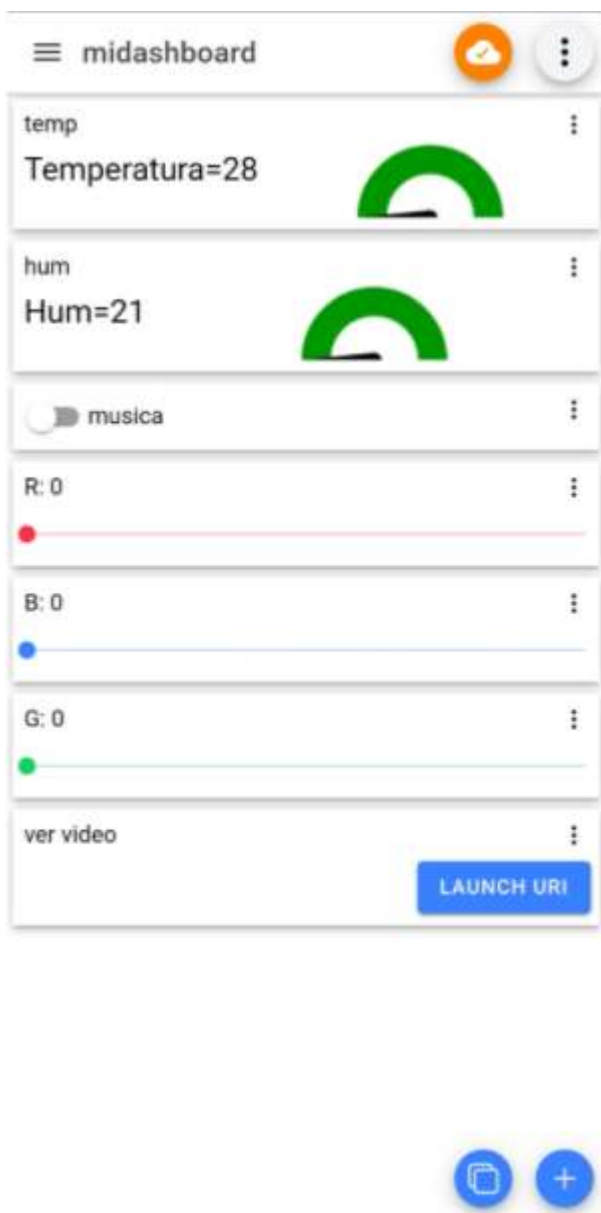 midashboard
temp
Temperatura=28
hum
Hum=21
musica
R: 0
B: 0
G: 0
ver video
LAUNCH URI